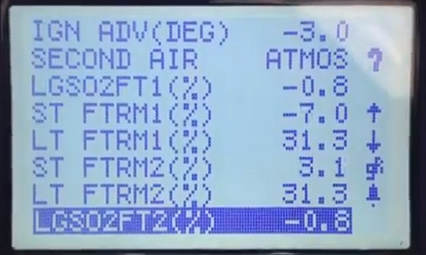 IGN ADV(DEG) -3.0
SECOND AIR ATMOS ?
LGSO2FT1(%) -0.8
ST FTRM1(%) -7.0
LT FTRM1(%) 31.3
ST FTRM2(%) 3.1
LT FTRM2(%) 31.3
LGSO2FT2(%) -0.8